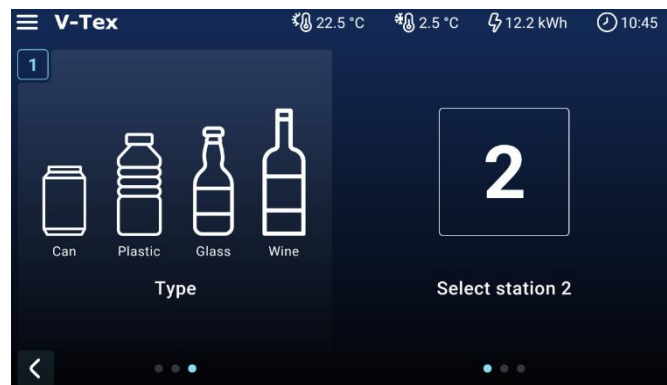 V-Tex 22.5 °C 2.5 °C 12.2 kWh 10:45
1
2
Can Plastic Glass Wine
Type
Select station 2